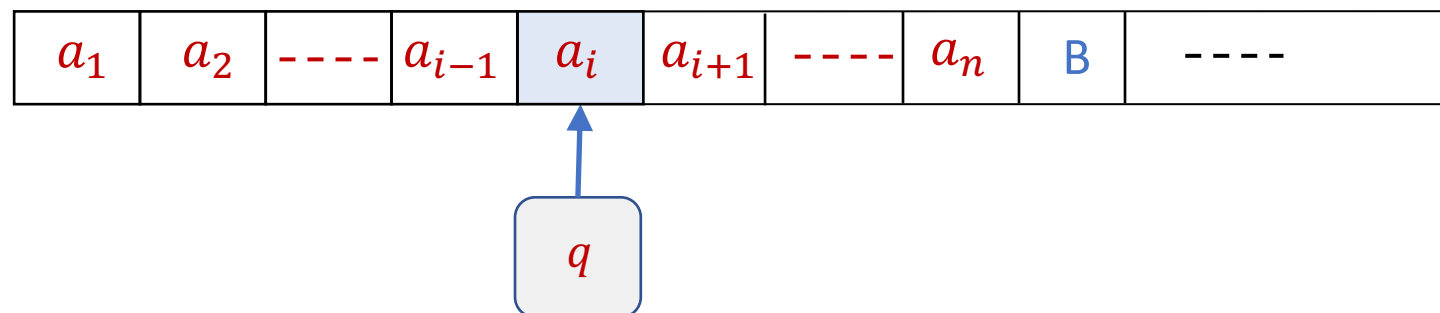 a₁ a₂ ---- aᵢ₋₁ aᵢ aᵢ₊₁ ---- aₙ B ----
q